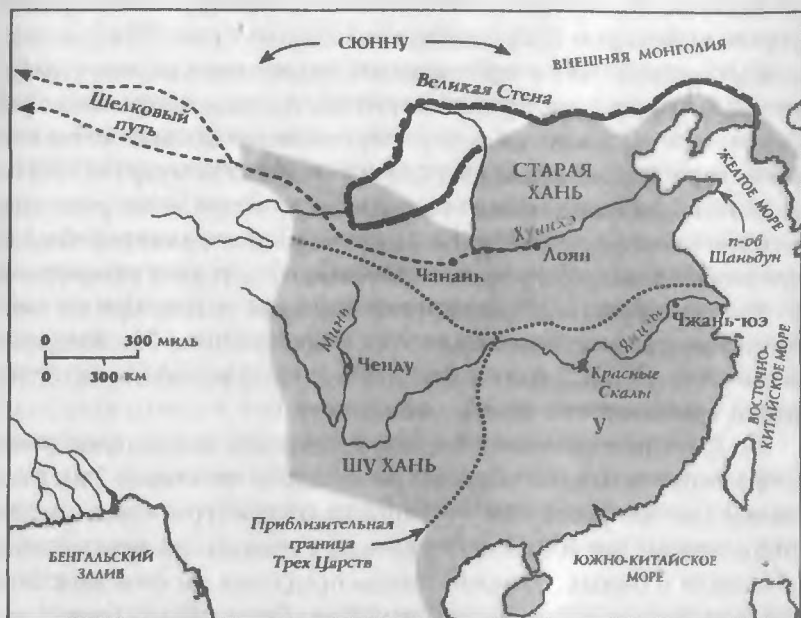 СЮННУ
ВНЕШНЯЯ МОНГОЛИЯ
Великая Стена
Шелковый
путь
СТАРАЯ
ХАНЬ
ЖЕЛТОЕ МОРЕ
Хуанхэ
п-ов
Шаньдун
Лоян
Чанань
Янцзы
Чжань-юэ
0 300 МИЛЬ
0 300 КМ
Минь
Ченду
Красные
Скалы
ВОСТОЧНО-
КИТАЙСКОЕ МОРЕ
У
ШУ ХАНЬ
Приблизительная
граница
Трех Царств
БЕНГАЛЬСКИЙ
ЗАЛИВ
ЮЖНО-КИТАЙСКОЕ
МОРЕ